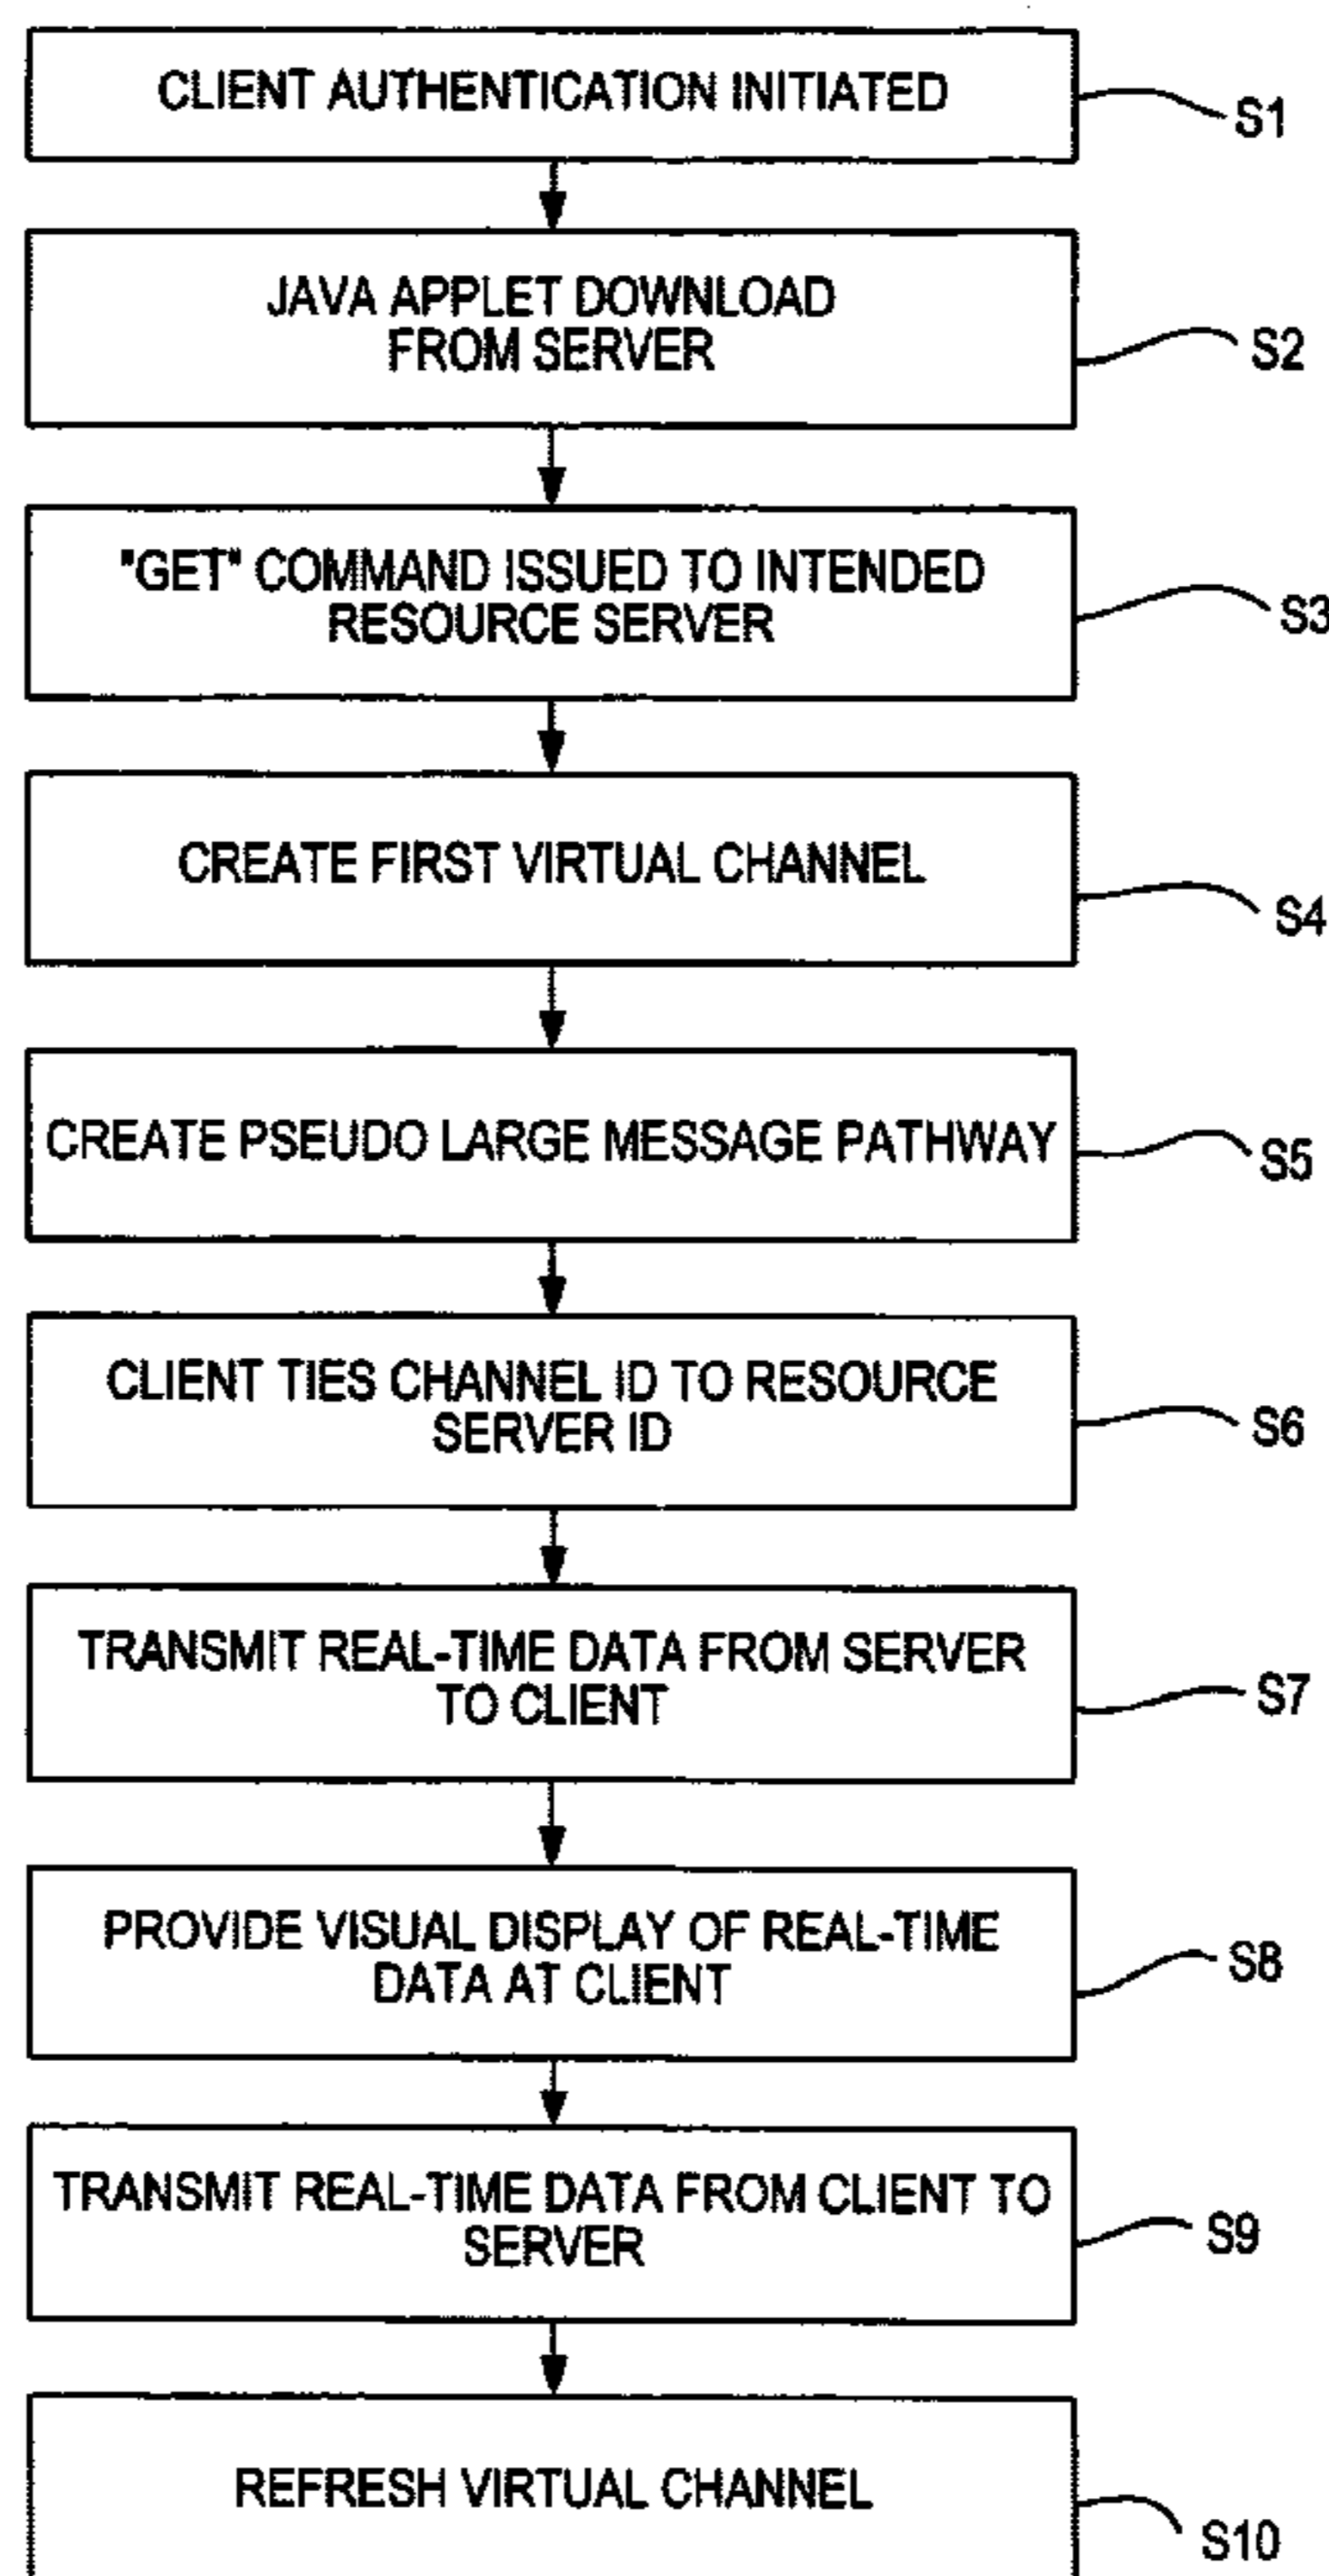 CLIENT AUTHENTICATION INITIATED
S1
JAVA APPLET DOWNLOAD
FROM SERVER
S2
"GET" COMMAND ISSUED TO INTENDED
RESOURCE SERVER
S3
CREATE FIRST VIRTUAL CHANNEL
S4
CREATE PSEUDO LARGE MESSAGE PATHWAY
S5
CLIENT TIES CHANNEL ID TO RESOURCE
SERVER ID
S6
TRANSMIT REAL-TIME DATA FROM SERVER
TO CLIENT
S7
PROVIDE VISUAL DISPLAY OF REAL-TIME
DATA AT CLIENT
S8
TRANSMIT REAL-TIME DATA FROM CLIENT TO
SERVER
S9
REFRESH VIRTUAL CHANNEL
S10